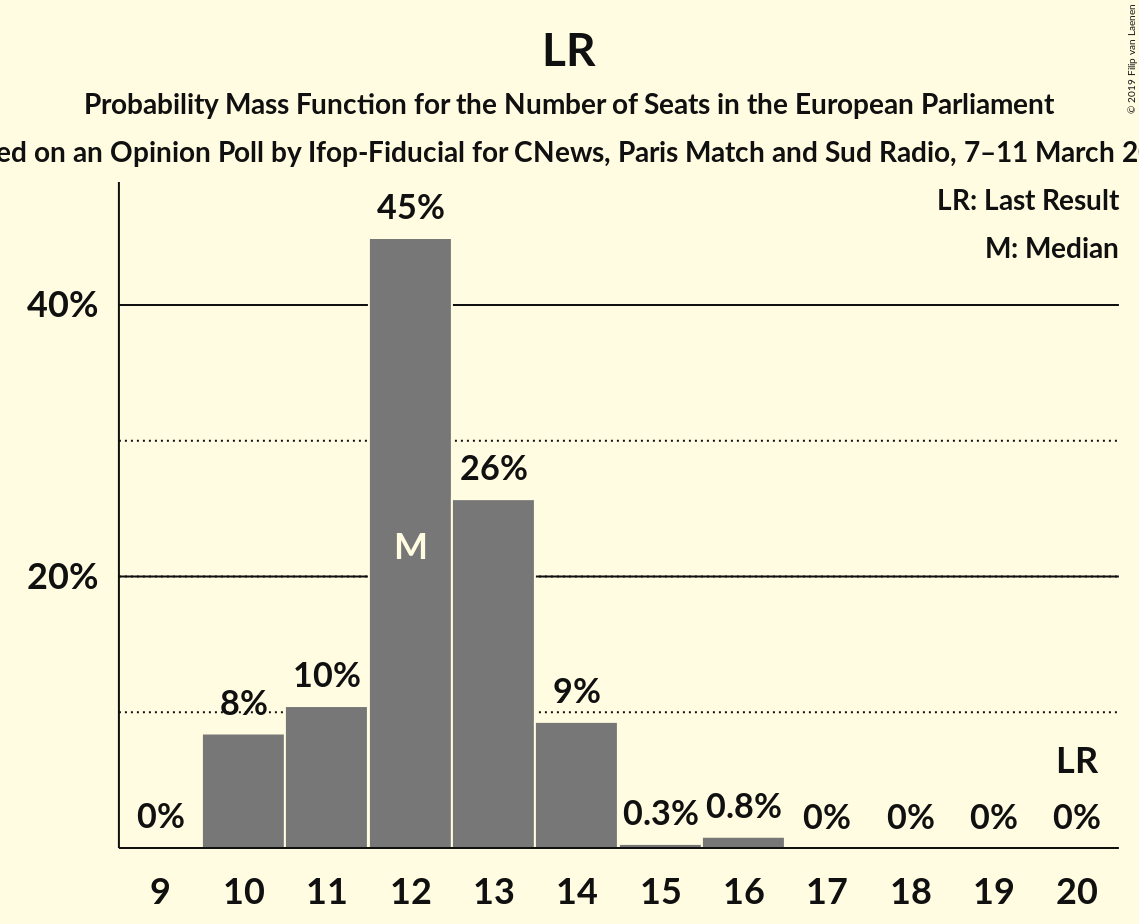 LR
Probability Mass Function for the Number of Seats in the European Parliament
ed on an Opinion Poll by Ifop-Fiducial for CNews, Paris Match and Sud Radio, 7–11 March 2
© 2019 Filip van Laenen
LR: Last Result
M: Median
45%
40%
26%
M
20%
10%
8%
9%
LR
0%
0.3%
0.8%
0%
0%
0%
0%
9 10 11 12 13 14 15 16 17 18 19 20